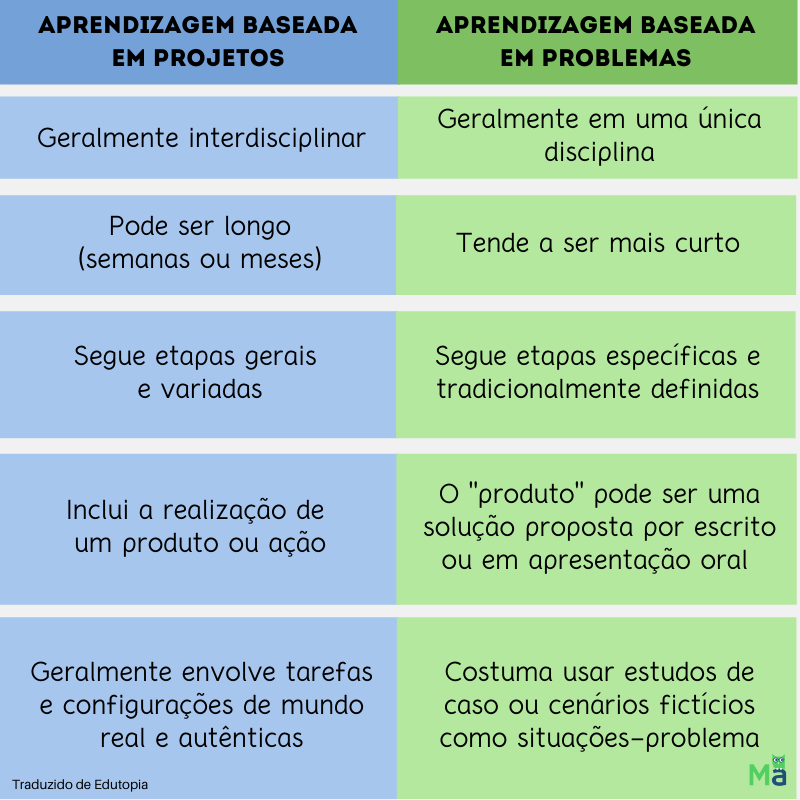 APRENDIZAGEM BASEADA
EM PROJETOS
APRENDIZAGEM BASEADA
EM PROBLEMAS
Geralmente interdisciplinar
Geralmente em uma única
disciplina
Pode ser longo
(semanas ou meses)
Tende a ser mais curto
Segue etapas gerais
e variadas
Segue etapas específicas e
tradicionalmente definidas
Inclui a realização de
um produto ou ação
O "produto" pode ser uma
solução proposta por escrito
ou em apresentação oral
Geralmente envolve tarefas
e configurações de mundo
real e autênticas
Costuma usar estudos de
caso ou cenários fictícios
como situações-problema
Traduzido de Edutopia
Ma